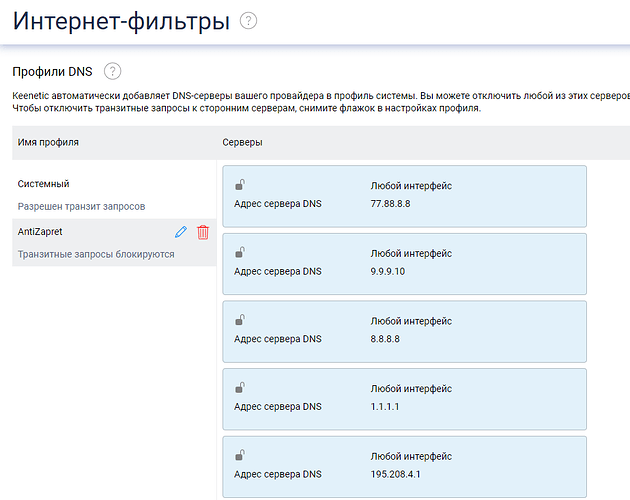 Интернет-фильтры ?
Профили DNS ?
Keenetic автоматически добавляет DNS-серверы вашего провайдера в профиль системы. Вы можете отключить любой из этих серверов
Чтобы отключить транзитные запросы к сторонним серверам, снимите флажок в настройках профиля.
Имя профиля Серверы
Системный
Разрешен транзит запросов
AntiZapret
Транзитные запросы блокируются
Любой интерфейс
Адрес сервера DNS 77.88.8.8
Любой интерфейс
Адрес сервера DNS 9.9.9.10
Любой интерфейс
Адрес сервера DNS 8.8.8.8
Любой интерфейс
Адрес сервера DNS 1.1.1.1
Любой интерфейс
Адрес сервера DNS 195.208.4.1